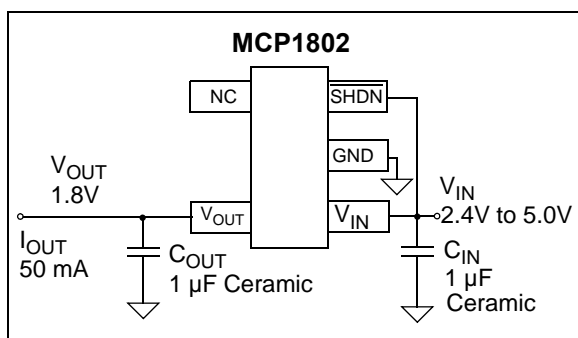 MCP1802
NC
SHDN
GND
VOUT
1.8V
VOUT
VIN
VIN
2.4V to 5.0V
IOUT
50 mA
COUT
1 µF Ceramic
CIN
1 µF
Ceramic